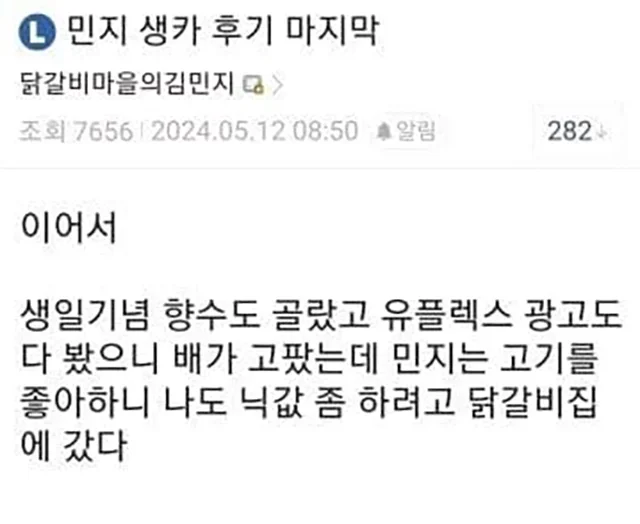 L 민지 생카 후기 마지막
닭갈비마을의김민지
조회 7656 | 2024.05.12 08:50 알림 282
이어서
생일기념 향수도 골랐고 유플렉스 광고도
다 봤으니 배가 고팠는데 민지는 고기를
좋아하니 나도 닉값 좀 하려고 닭갈비집
에 갔다